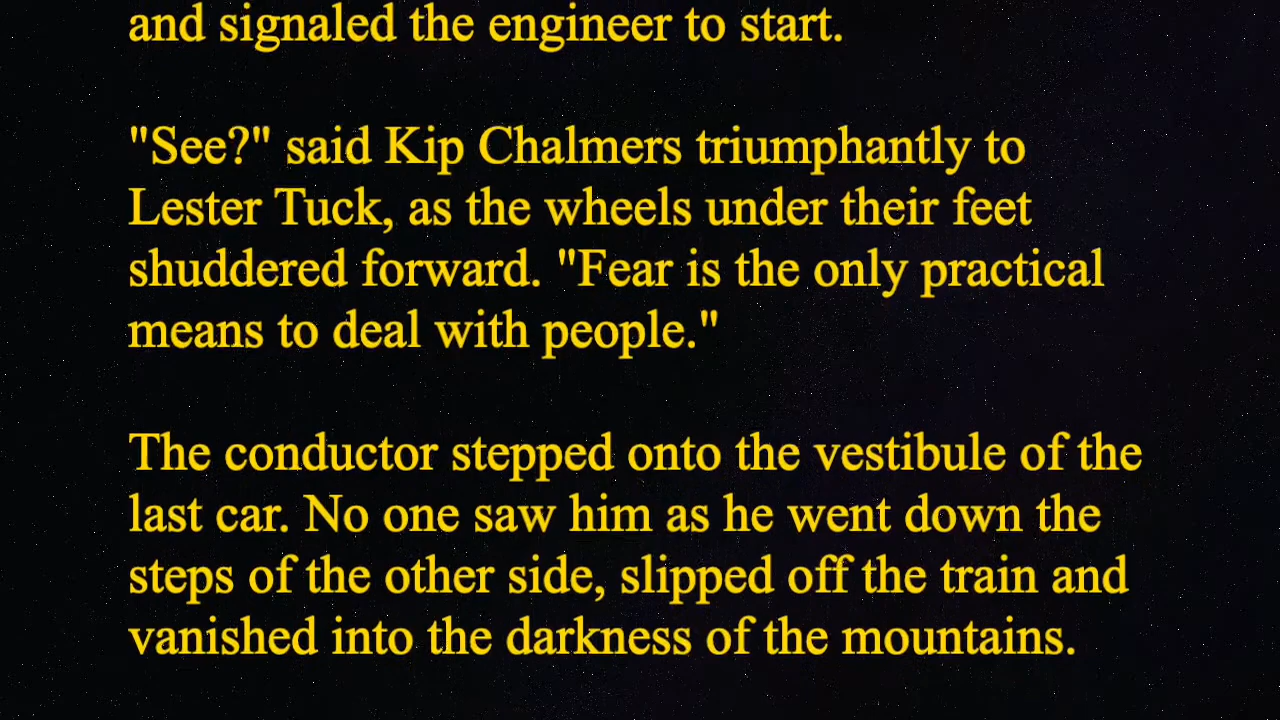 and signaled the engineer to start.
"See?" said Kip Chalmers triumphantly to
Lester Tuck, as the wheels under their feet
shuddered forward. "Fear is the only practical
means to deal with people."
The conductor stepped onto the vestibule of the
last car. No one saw him as he went down the
steps of the other side, slipped off the train and
vanished into the darkness of the mountains.